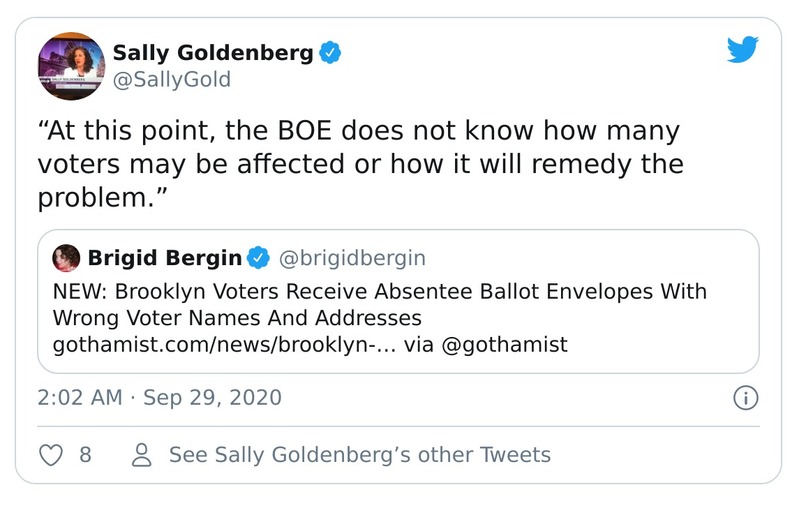 Sally Goldenberg
@SallyGold
“At this point, the BOE does not know how many
voters may be affected or how it will remedy the
problem.”
Brigid Bergin @brigidbergin
NEW: Brooklyn Voters Receive Absentee Ballot Envelopes With
Wrong Voter Names And Addresses
gothamist.com/news/brooklyn-… via @gothamist
2:02 AM · Sep 29, 2020
8 See Sally Goldenberg’s other Tweets